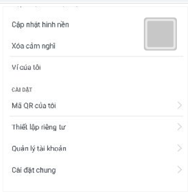 Cập nhật hình nền
Xóa cảm nghĩ
Ví của tôi
CÀI ĐẶT
Mã QR của tôi
Thiết lập riêng tư
Quản lý tài khoản
Cài đặt chung